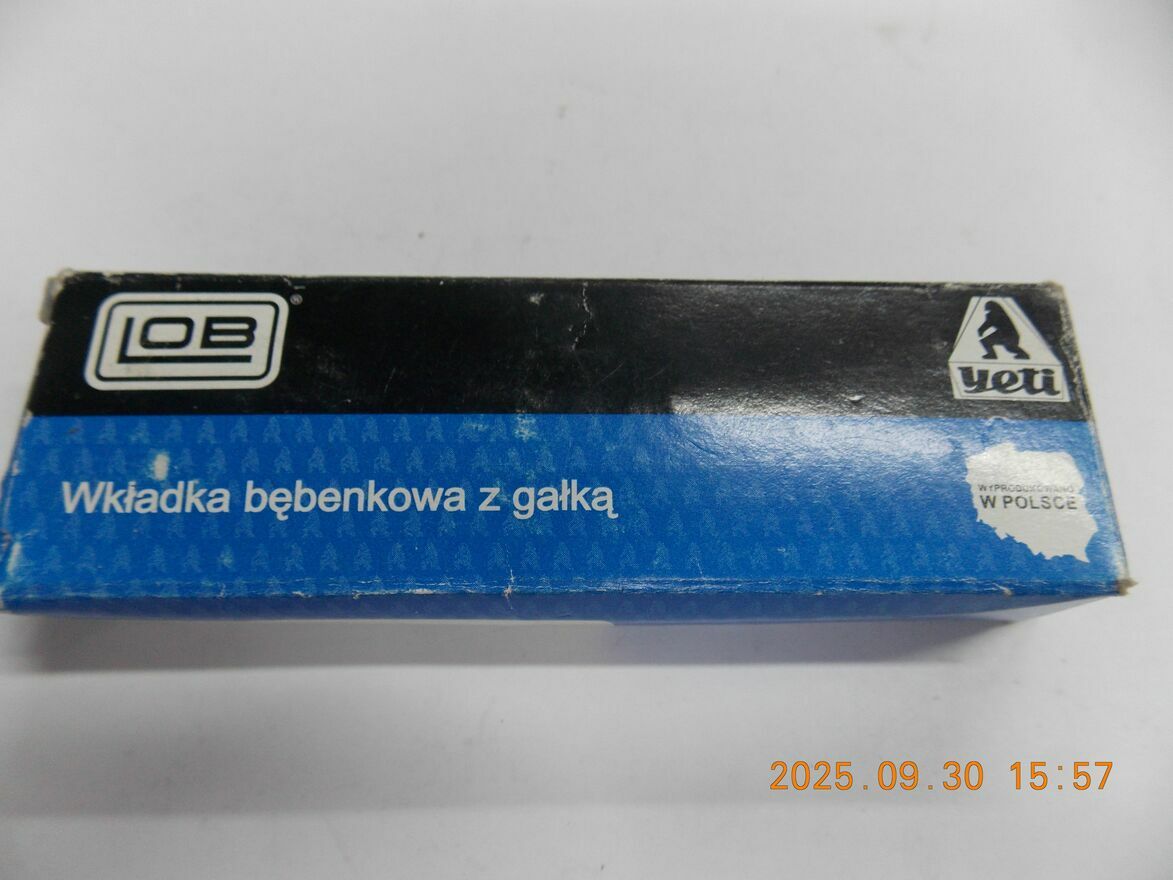 LOB®
yeti
Wkładka bębenkowa z gałką
WYPRODUKOWANO
W POLSCE
2025.09.30 15:57